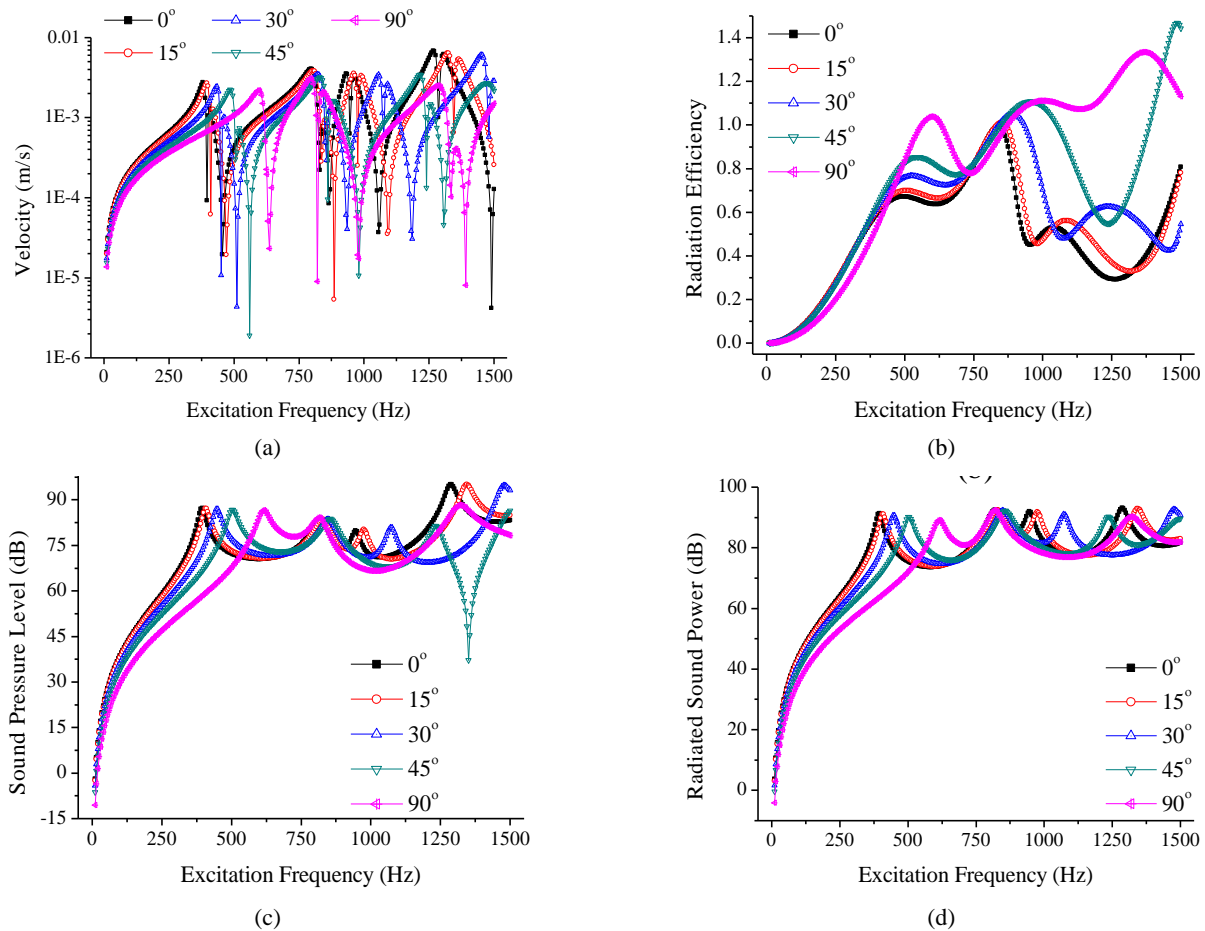 0° 30° 90°
15° 45°
0.01
1E-3
1E-4
1E-5
1E-6
Velocity (m/s)
0 250 500 750 1000 1250 1500
Excitation Frequency (Hz)
(a)
1.4
1.2
1.0
0.8
0.6
0.4
0.2
0.0
Radiation Efficiency
0°
15°
30°
45°
90°
0 250 500 750 1000 1250 1500
Excitation Frequency (Hz)
(b)
90
75
60
45
30
15
0
-15
Sound Pressure Level (dB)
0°
15°
30°
45°
90°
0 250 500 750 1000 1250 1500
Excitation Frequency (Hz)
(c)
100
80
60
40
20
0
Radiated Sound Power (dB)
0°
15°
30°
45°
90°
0 250 500 750 1000 1250 1500
Excitation Frequency (Hz)
(d)